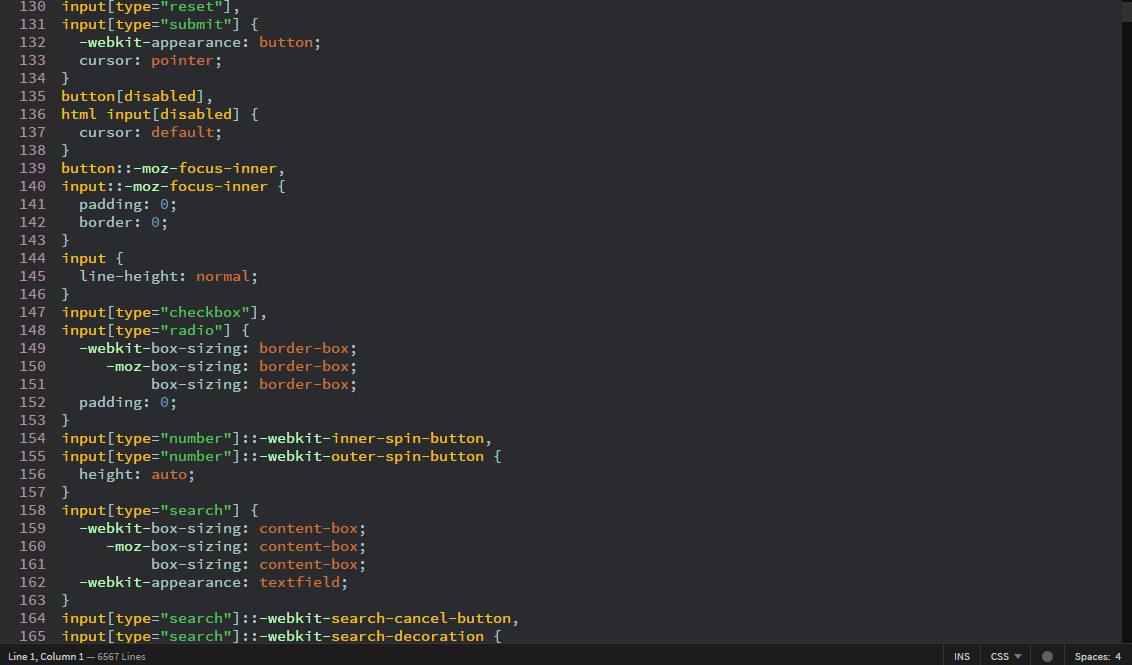 130 input[type="reset"],
131 input[type="submit"] {
132   -webkit-appearance: button;
133   cursor: pointer;
134 }
135 button[disabled],
136 html input[disabled] {
137   cursor: default;
138 }
139 button::-moz-focus-inner,
140 input::-moz-focus-inner {
141   padding: 0;
142   border: 0;
143 }
144 input {
145   line-height: normal;
146 }
147 input[type="checkbox"],
148 input[type="radio"] {
149   -webkit-box-sizing: border-box;
150      -moz-box-sizing: border-box;
151           box-sizing: border-box;
152   padding: 0;
153 }
154 input[type="number"]::-webkit-inner-spin-button,
155 input[type="number"]::-webkit-outer-spin-button {
156   height: auto;
157 }
158 input[type="search"] {
159   -webkit-box-sizing: content-box;
160      -moz-box-sizing: content-box;
161           box-sizing: content-box;
162   -webkit-appearance: textfield;
163 }
164 input[type="search"]::-webkit-search-cancel-button,
165 input[type="search"]::-webkit-search-decoration {
Line 1, Column 1 — 6567 Lines INS CSS Spaces: 4